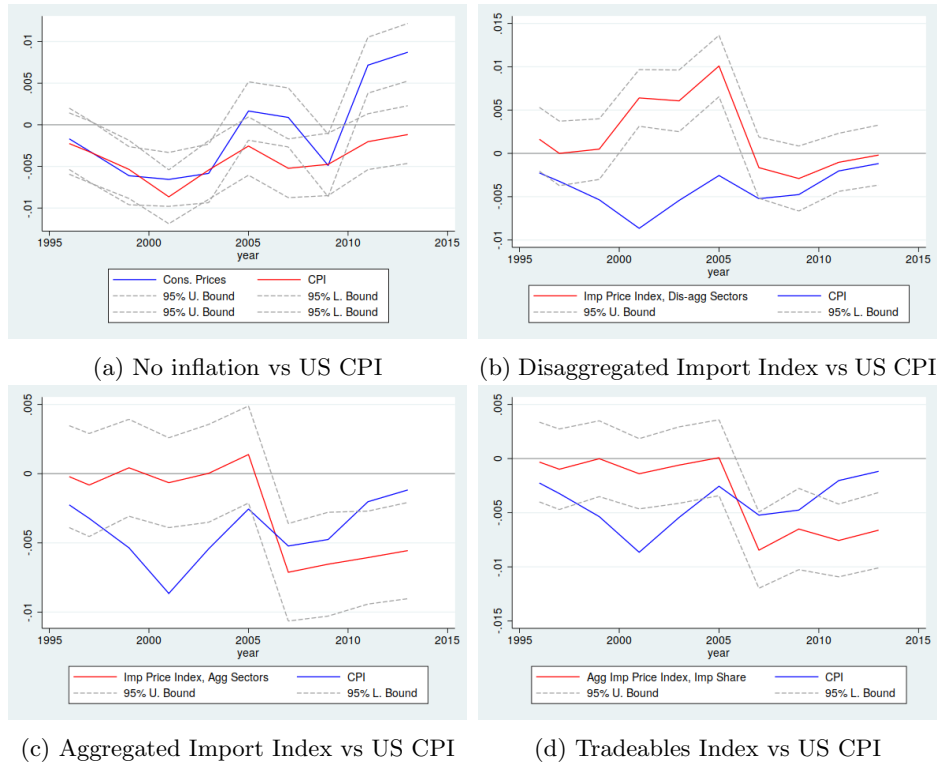 .01
.005
0
-.005
-.01
1995 2000 2005 2010 2015
year
Cons. Prices CPI
95% U. Bound 95% L. Bound
95% U. Bound 95% L. Bound
(a) No inflation vs US CPI
.015
.01
.005
0
-.005
-.01
1995 2000 2005 2010 2015
year
Imp Price Index, Dis-agg Sectors CPI
95% U. Bound 95% L. Bound
(b) Disaggregated Import Index vs US CPI
.005
0
-.005
-.01
1995 2000 2005 2010 2015
year
Imp Price Index, Agg Sectors CPI
95% U. Bound 95% L. Bound
(c) Aggregated Import Index vs US CPI
.005
0
-.005
-.01
-.015
1995 2000 2005 2010 2015
year
Agg Imp Price Index, Imp Share CPI
95% U. Bound 95% L. Bound
(d) Tradeables Index vs US CPI